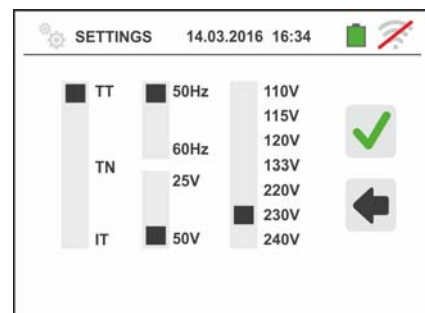 SETTINGS 14.03.2016 16:34
TT 50Hz 110V
115V
60Hz 120V
TN 133V
25V 220V
230V
IT 50V 240V